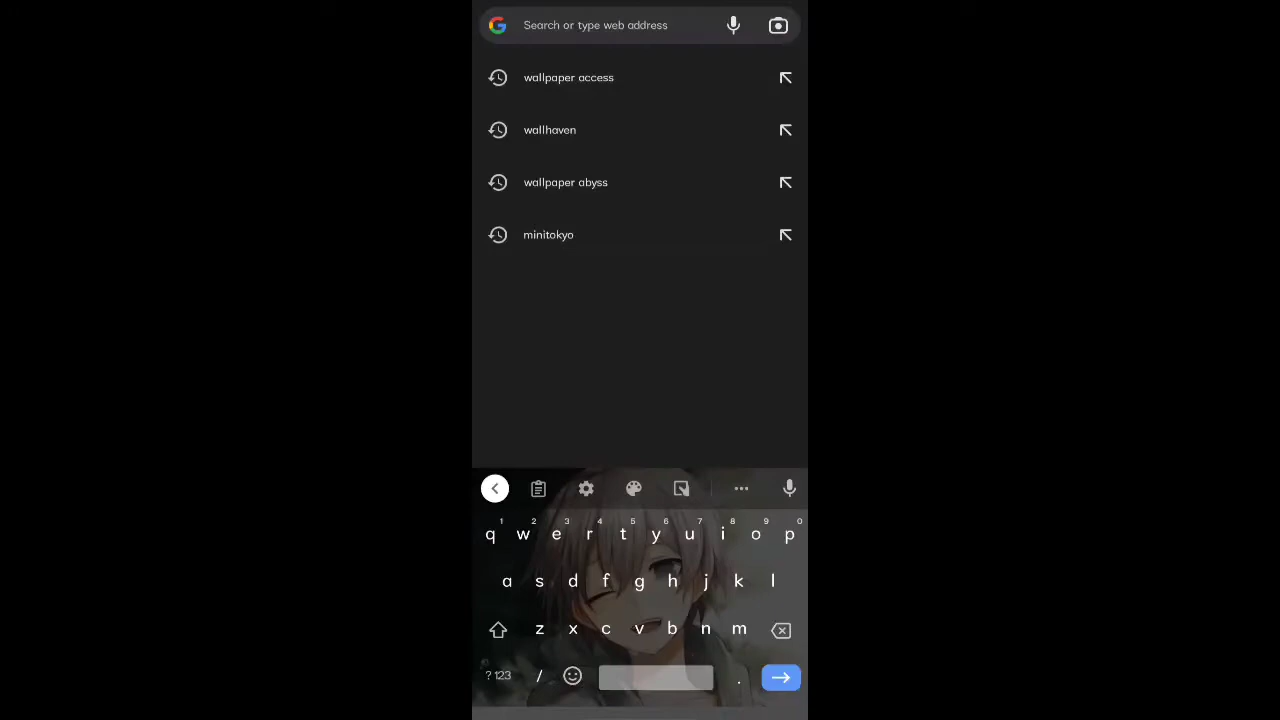 Search or type web address
wallpaper access
wallhaven
wallpaper abyss
minitokyo
1 2 3 4 5 6 7 8 9 0
q w e r t y u i o p
a s d f g h j k l
z x c v b n m
?123 / .